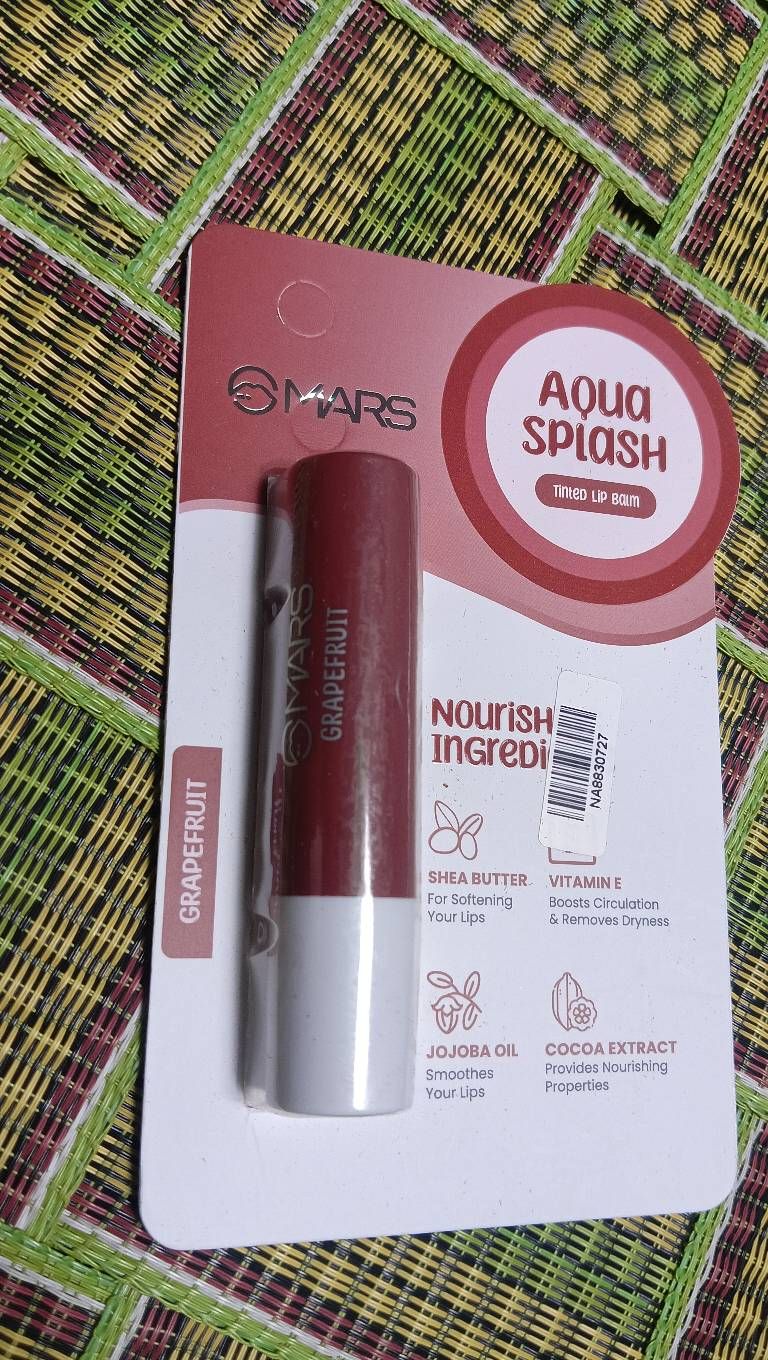 MARS
AQUA
SPLASH
Tinted Lip Balm
MARS
GRAPEFRUIT
GRAPEFRUIT
Nourish
Ingredi
NA8830727
SHEA BUTTER
For Softening
Your Lips
VITAMIN E
Boosts Circulation
& Removes Dryness
JOJOBA OIL
Smoothes
Your Lips
COCOA EXTRACT
Provides Nourishing
Properties